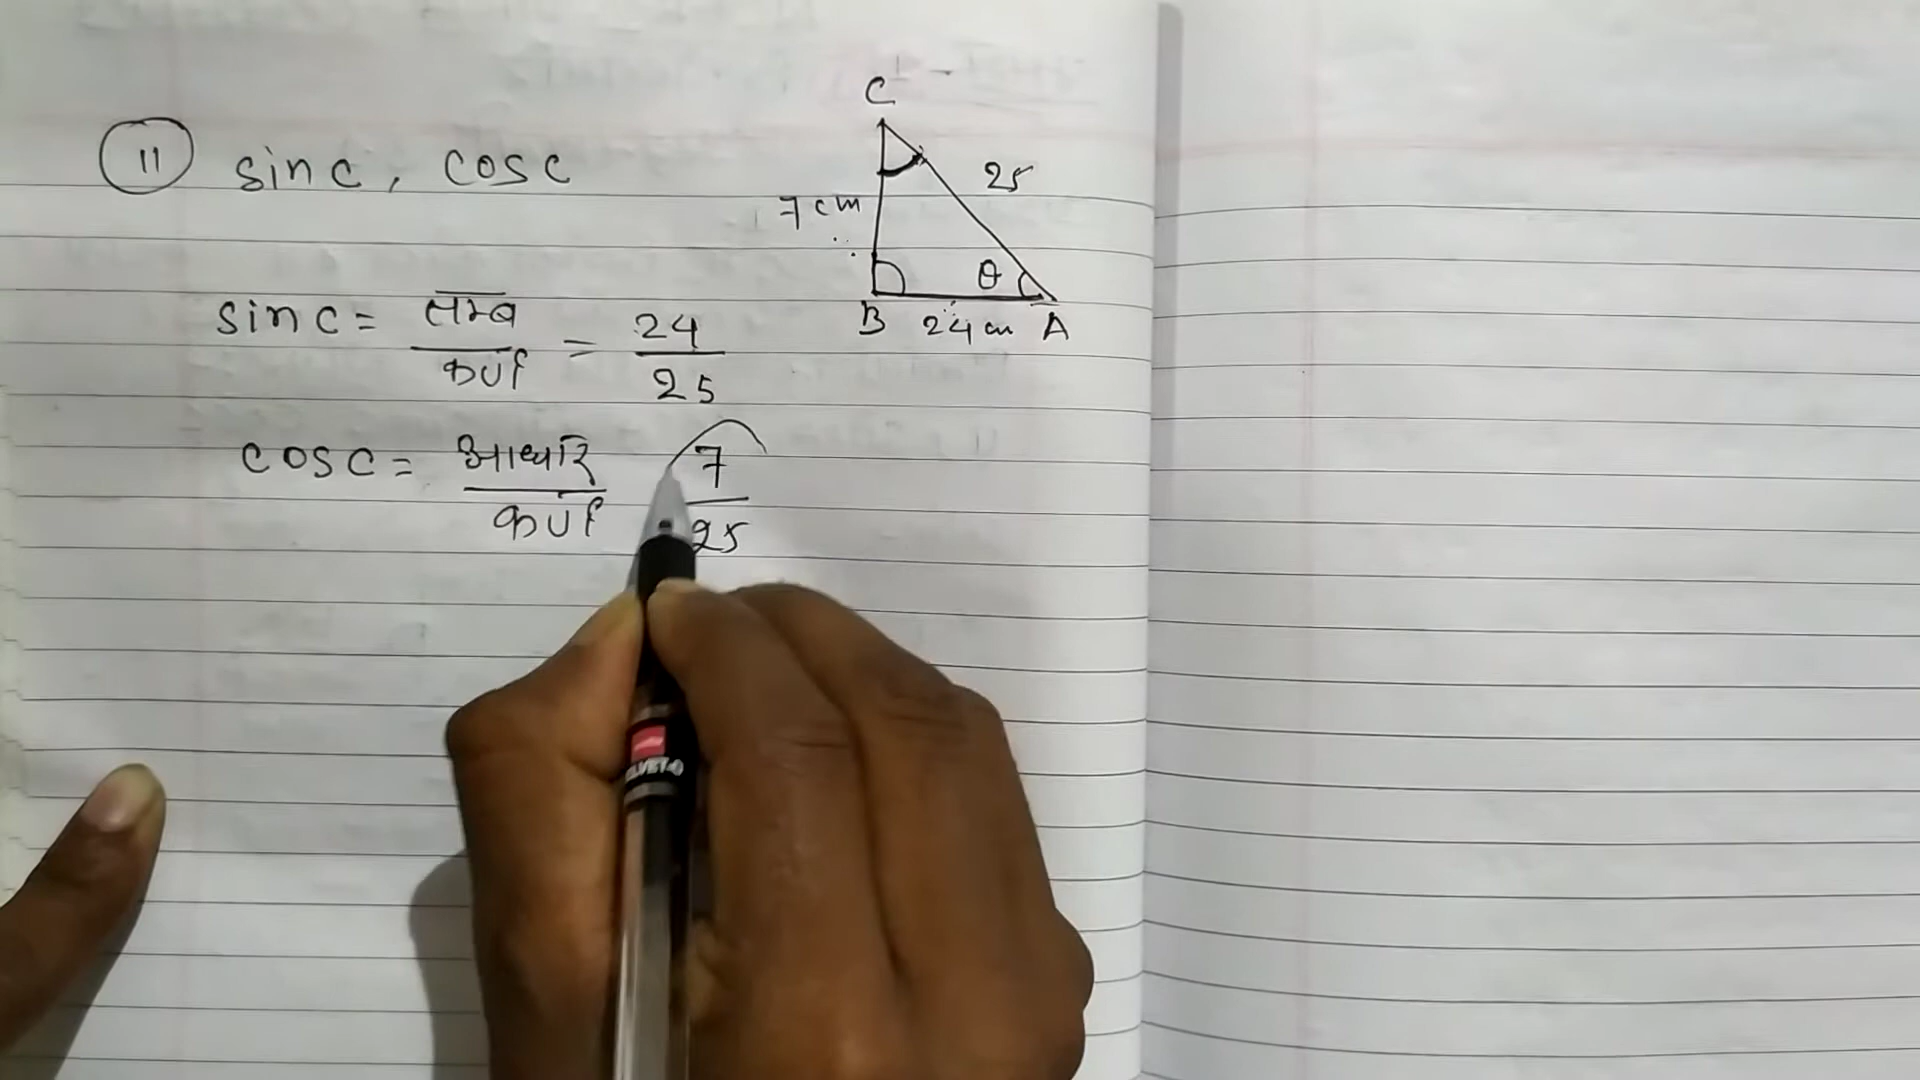 11 sin c, cos c
C
25
7 cm
θ
B 24 cm A
sin c = लम्ब / कर्ण = 24 / 25
cos c = आधार / कर्ण 7 / 25